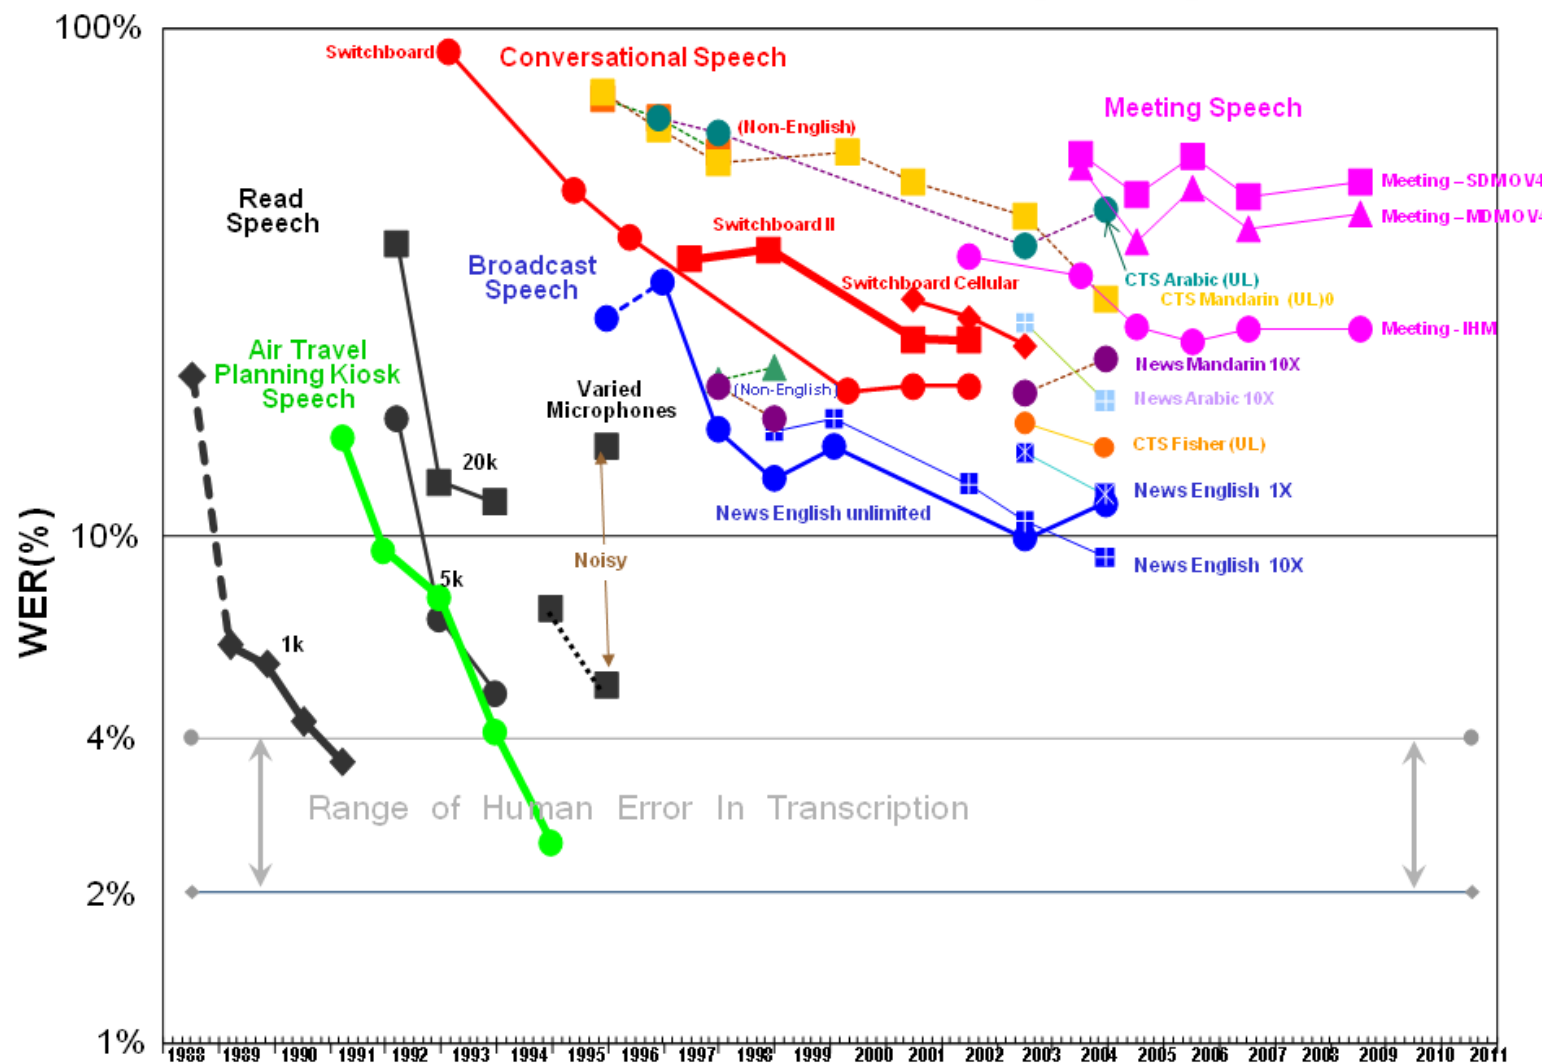 100%
Switchboard
Conversational Speech
Meeting Speech
(Non-English)
Read
Speech
Meeting – SDM OV4
Meeting – MDM OV4
Switchboard II
Broadcast
Speech
Switchboard Cellular
CTS Arabic (UL)
CTS Mandarin (UL)0
Meeting - IHM
Air Travel
Planning Kiosk
Speech
Varied
Microphones
(Non-English)
News Mandarin 10X
News Arabic 10X
CTS Fisher (UL)
20k
News English 1X
News English unlimited
10%
Noisy
News English 10X
5k
WER(%)
1k
4%
Range of Human Error In Transcription
2%
1%
1988 1989 1990 1991 1992 1993 1994 1995 1996 1997 1998 1999 2000 2001 2002 2003 2004 2005 2006 2007 2008 2009 2010 2011